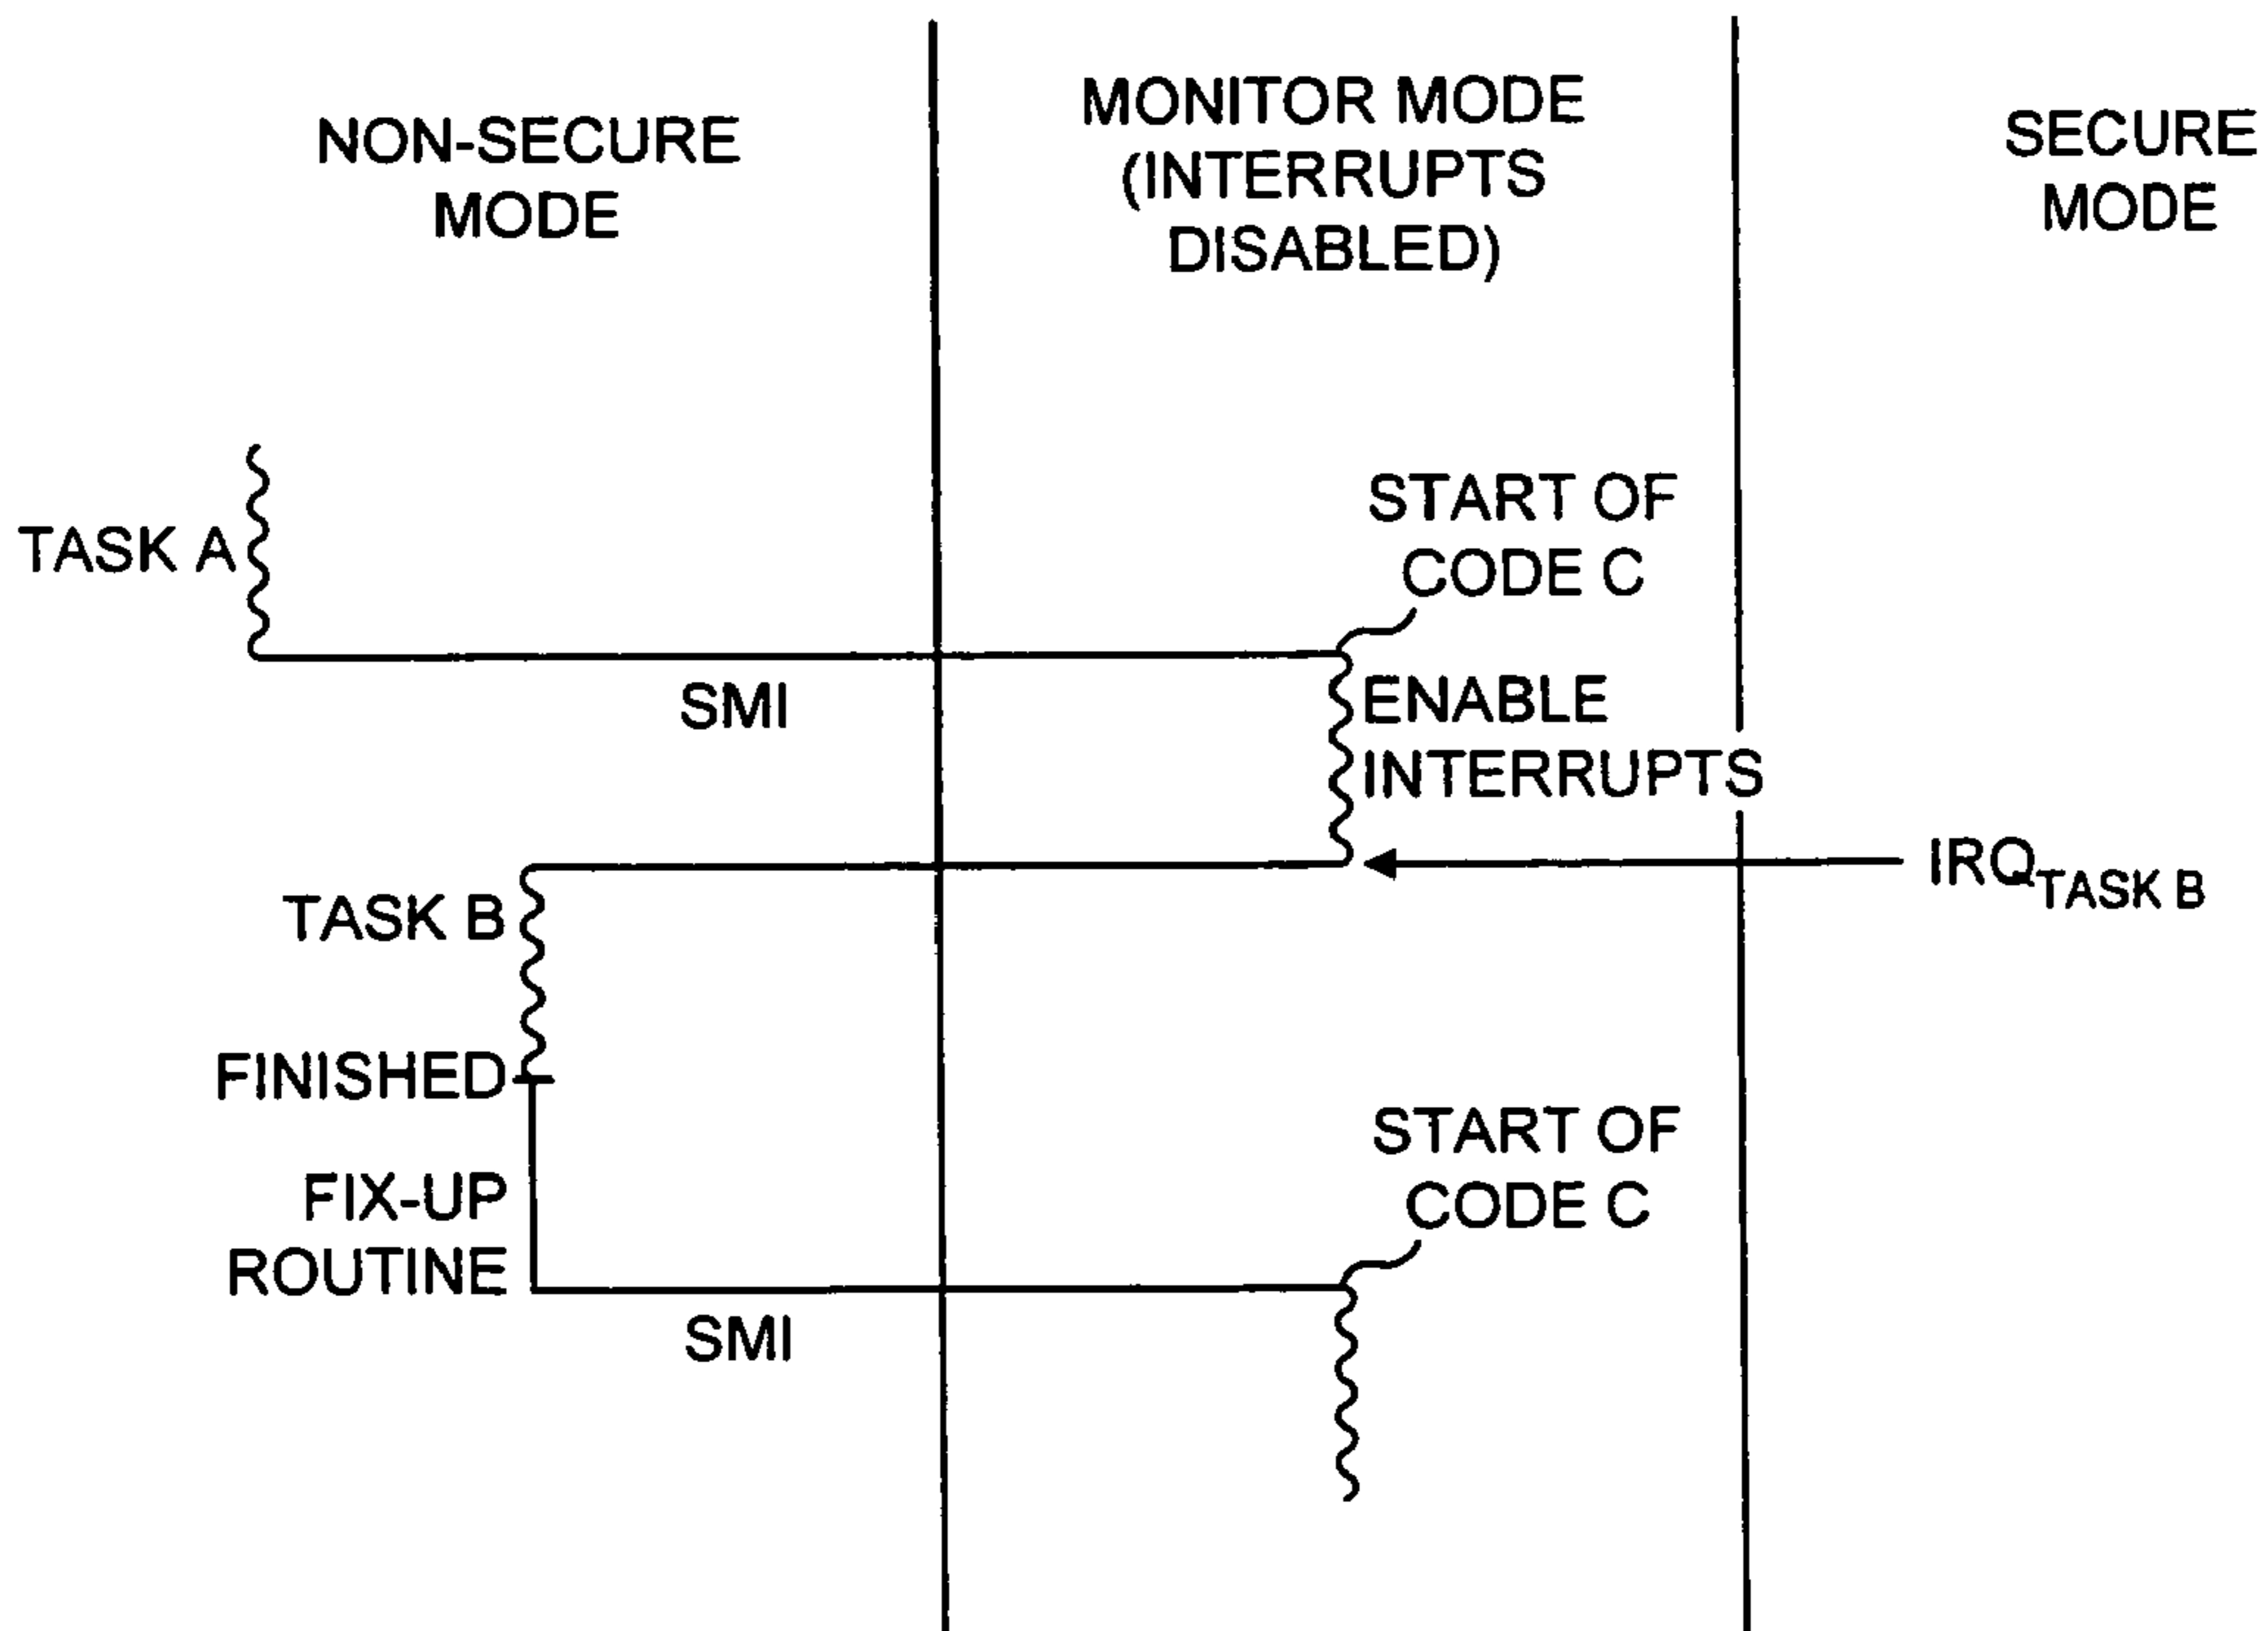 NON-SECURE
MODE
MONITOR MODE
(INTERRUPTS
DISABLED)
SECURE
MODE
TASK A
START OF
CODE C
SMI
ENABLE
INTERRUPTS
IRQTASK B
TASK B
FINISHED
START OF
CODE C
FIX-UP
ROUTINE
SMI